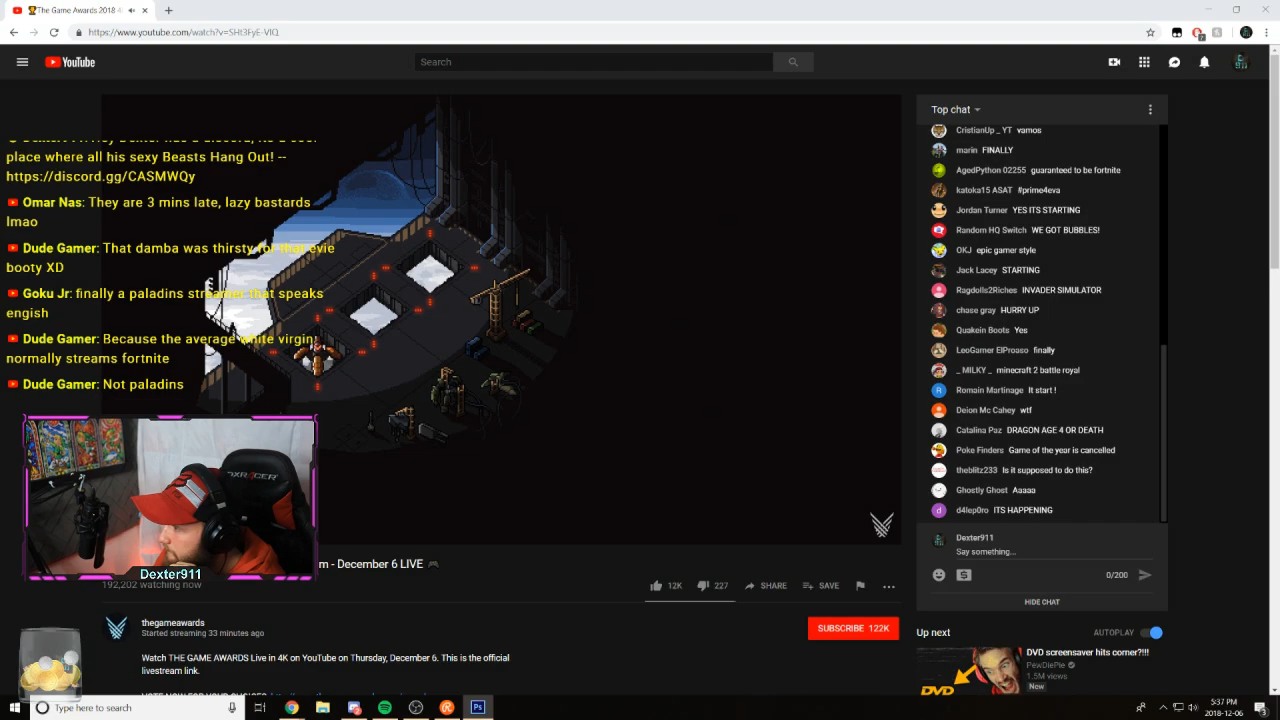 The Game Awards 2018 4
https://www.youtube.com/watch?v=SHt3FyE-VIQ
YouTube
Search
place where all his sexy Beasts Hang Out! --
https://discord.gg/CASMWQy
Omar Nas: They are 3 mins late, lazy bastards
lmao
Dude Gamer: That damba was thirsty for that evie
booty XD
Goku Jr: finally a paladins streamer that speaks
engish
Dude Gamer: Because the average white virgin
normally streams fortnite
Dude Gamer: Not paladins
DXRACER
Dexter911
m - December 6 LIVE
192,202 watching now
12K
227
SHARE
SAVE
thegameawards
Started streaming 33 minutes ago
SUBSCRIBE 122K
Watch THE GAME AWARDS Live in 4K on YouTube on Thursday, December 6. This is the official
livestream link.
Top chat
CristianUp _ YT vamos
marin FINALLY
AgedPython 02255 guaranteed to be fortnite
katoka15 ASAT #prime4eva
Jordan Turner YES ITS STARTING
Random HQ Switch WE GOT BUBBLES!
OKJ epic gamer style
Jack Lacey STARTING
Ragdolls2Riches INVADER SIMULATOR
chase gray HURRY UP
Quakein Boots Yes
LeoGamer ElProaso finally
_ MILKY _ minecraft 2 battle royal
Romain Martinage It start !
Deion Mc Cahey wtf
Catalina Paz DRAGON AGE 4 OR DEATH
Poke Finders Game of the year is cancelled
theblitz233 Is it supposed to do this?
Ghostly Ghost Aaaaa
d4lep0ro ITS HAPPENING
Dexter911
Say something...
0/200
HIDE CHAT
Up next
AUTOPLAY
DVD screensaver hits corner?!!!
PewDiePie
1.5M views
New
DVD
Type here to search
5:37 PM
2018-12-06